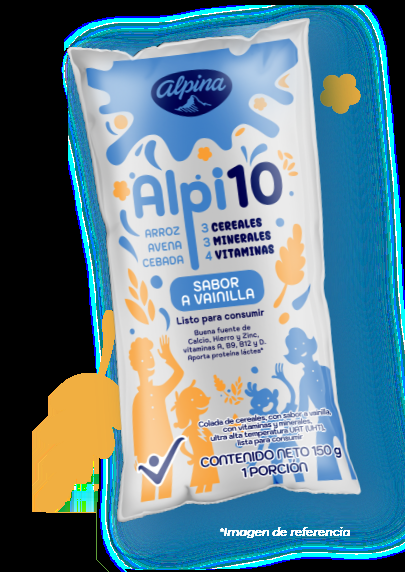 alpina
Alpi10
ARROZ
AVENA
CEBADA
3 CEREALES
3 MINERALES
4 VITAMINAS
SABOR
A VAINILLA
Listo para consumir
Buena fuente de
Calcio, Hierro y Zinc,
vitaminas A, B9, B12 y D.
Aporta proteína láctea*
Colada de cereales, con sabor a vainilla,
con vitaminas y minerales,
ultra alta temperatura UAT (UHT),
lista para consumir
CONTENIDO NETO 150 g
1 PORCIÓN
*Imagen de referencia